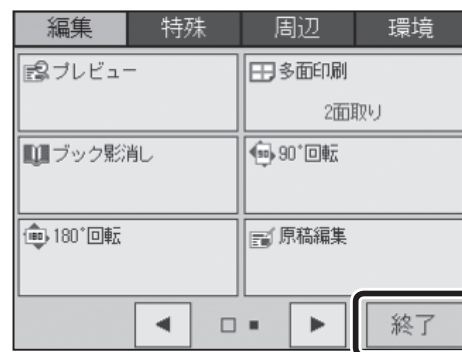 編集 特殊 周辺 環境
プレビュー 多面印刷
2面取り
ブック影消し 90°回転
180°回転 原稿編集
終了